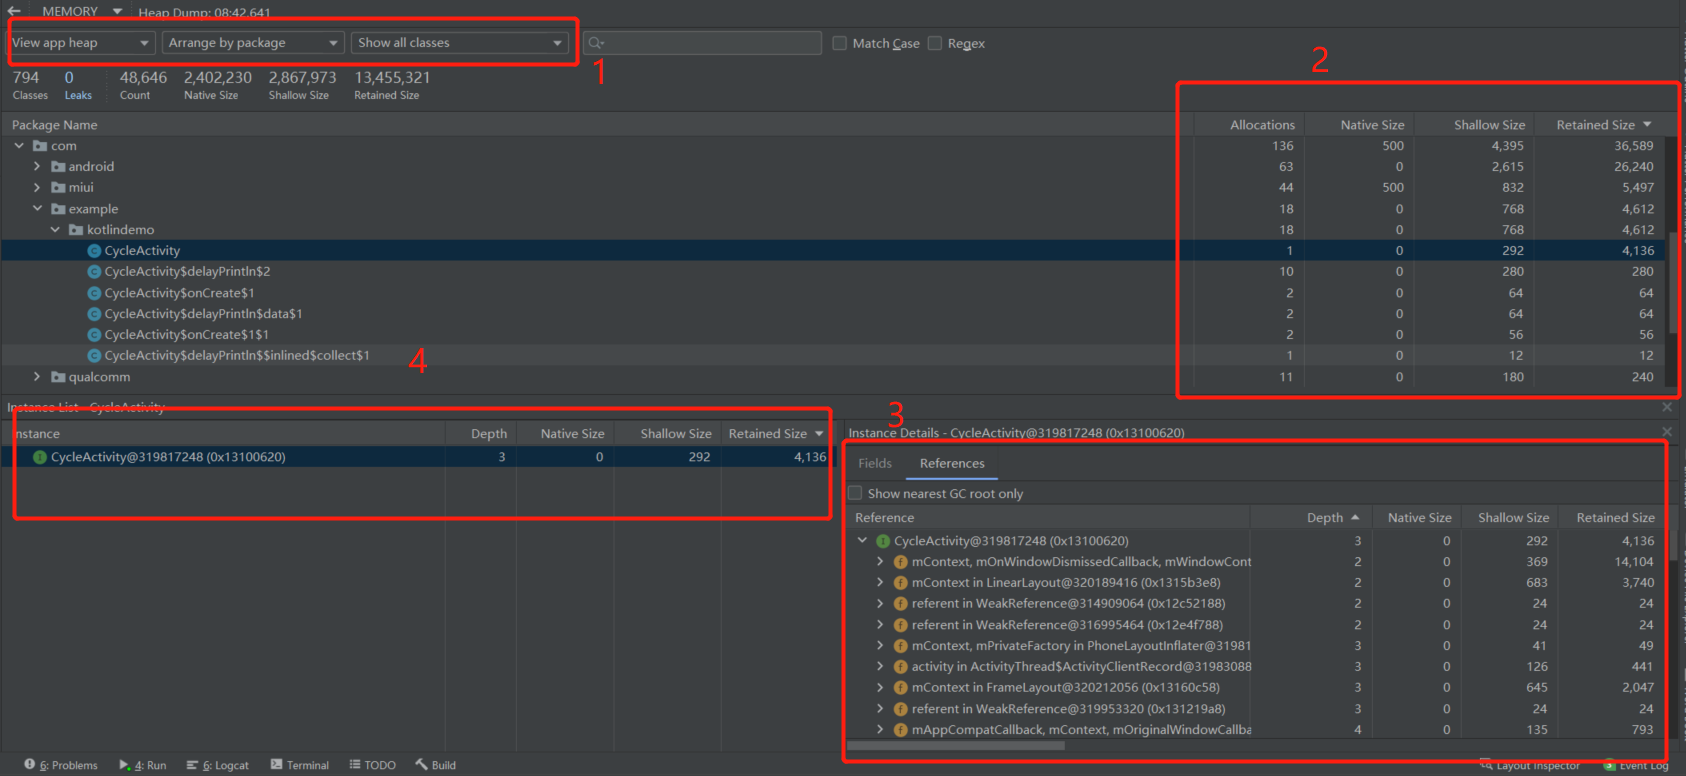 MEMORY Heap Dump: 08:42.641
View app heap Arrange by package Show all classes Match Case Regex
1
2
794 0 48,646 2,402,230 2,867,973 13,455,321
Classes Leaks Count Native Size Shallow Size Retained Size
Package Name Allocations Native Size Shallow Size Retained Size
com 136 500 4,395 36,589
android 63 0 2,615 26,240
miui 44 500 832 5,497
example 18 0 768 4,612
kotlindemo 18 0 768 4,612
CycleActivity 1 0 292 4,136
CycleActivity$delayPrintln$2 10 0 280 280
CycleActivity$onCreate$1 2 0 64 64
CycleActivity$delayPrintln$data$1 2 0 64 64
CycleActivity$onCreate$1$1 2 0 56 56
CycleActivity$delayPrintln$$inlined$collect$1 1 0 12 12
4
qualcomm 11 0 180 240
Instance List - CycleActivity
3
Instance Depth Native Size Shallow Size Retained Size
CycleActivity@319817248 (0x13100620) 3 0 292 4,136
Instance Details - CycleActivity@319817248 (0x13100620)
Fields References
Show nearest GC root only
Reference Depth Native Size Shallow Size Retained Size
CycleActivity@319817248 (0x13100620) 3 0 292 4,136
mContext, mOnWindowDismissedCallback, mWindowCont 2 0 369 14,104
mContext in LinearLayout@320189416 (0x1315b3e8) 2 0 683 3,740
referent in WeakReference@314909064 (0x12c52188) 2 0 24 24
referent in WeakReference@316995464 (0x12e4f788) 2 0 24 24
mContext, mPrivateFactory in PhoneLayoutInflater@31981 3 0 41 49
activity in ActivityThread$ActivityClientRecord@31983088 3 0 126 441
mContext in FrameLayout@320212056 (0x13160c58) 3 0 645 2,047
referent in WeakReference@319953320 (0x131219a8) 3 0 24 24
mAppCompatCallback, mContext, mOriginalWindowCallba 4 0 135 793
6: Problems 4: Run 6: Logcat Terminal TODO Build Layout Inspector Event Log